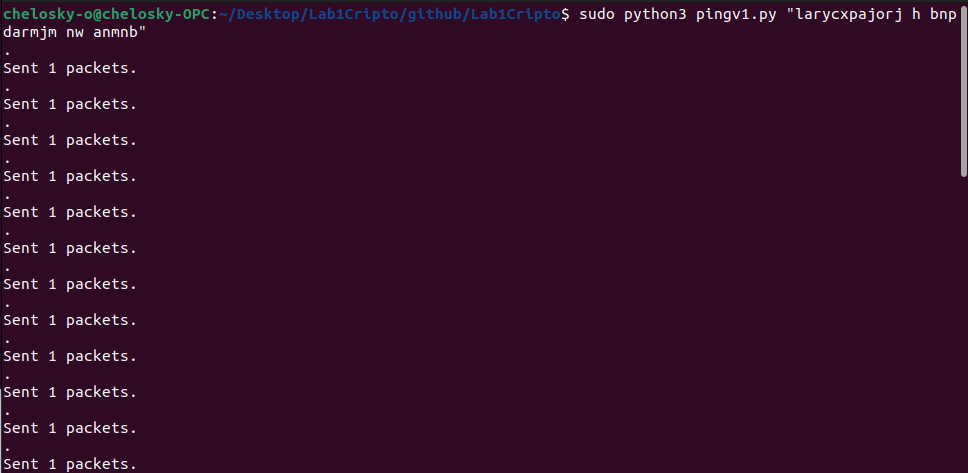 chelosky-o@chelosky-OPC:~/Desktop/Lab1Cripto/github/Lab1Cripto$ sudo python3 pingv1.py "larycxpajorj h bnp
darmjm nw anmnb"
.
Sent 1 packets.
.
Sent 1 packets.
.
Sent 1 packets.
.
Sent 1 packets.
.
Sent 1 packets.
.
Sent 1 packets.
.
Sent 1 packets.
.
Sent 1 packets.
.
Sent 1 packets.
.
Sent 1 packets.
.
Sent 1 packets.
.
Sent 1 packets.